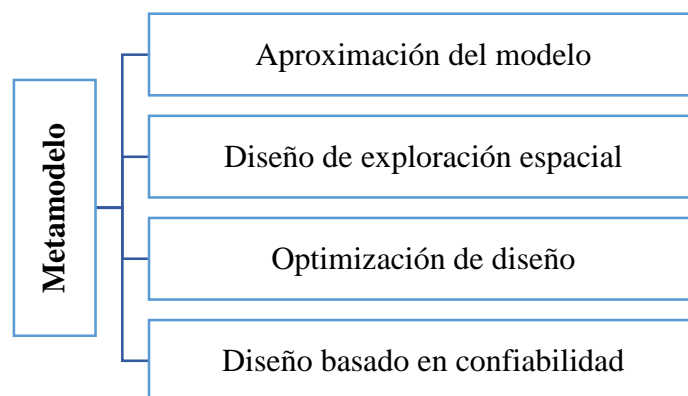 Metamodelo
Aproximación del modelo
Diseño de exploración espacial
Optimización de diseño
Diseño basado en confiabilidad